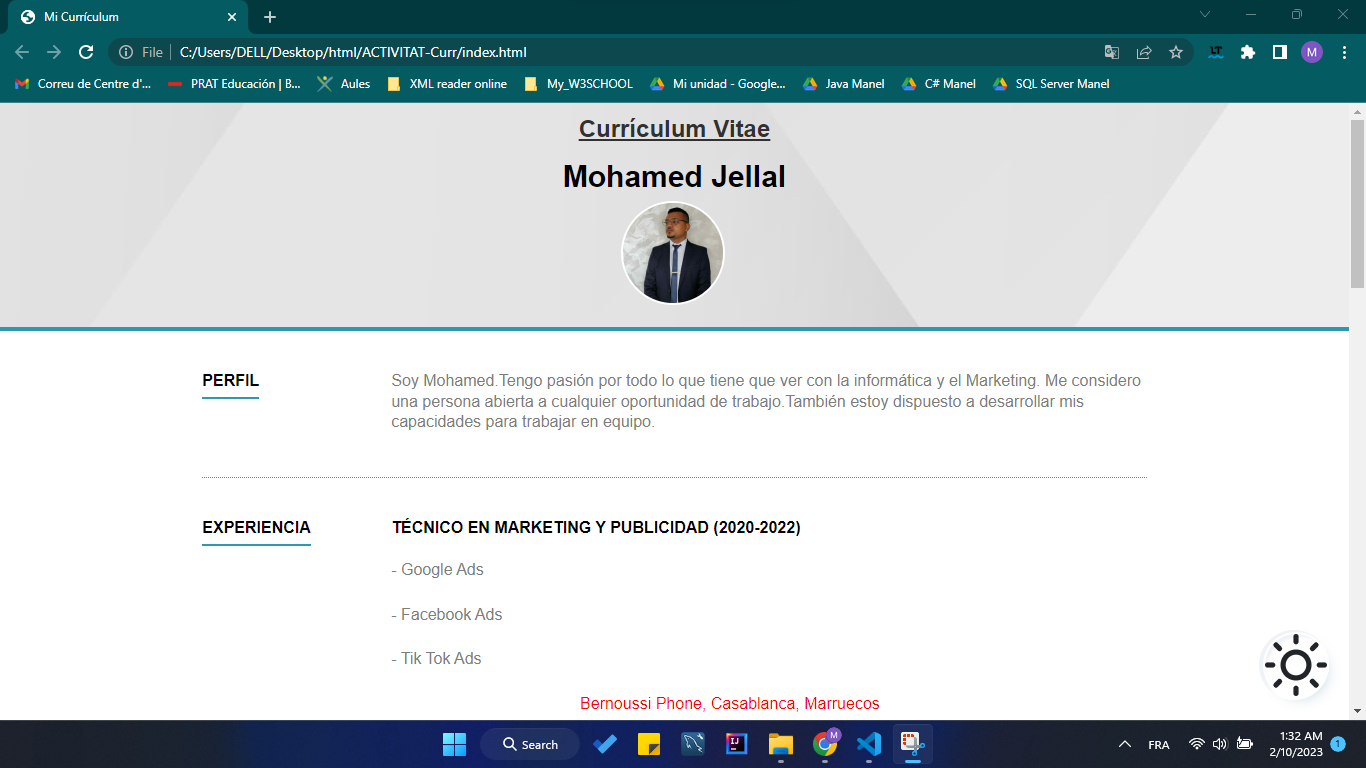 Mi Currículum
File
C:/Users/DELL/Desktop/html/ACTIVITAT-Curr/index.html
M
Correu de Centre d'...
PRAT Educación | B...
Aules
XML reader online
My_W3SCHOOL
Mi unidad - Google...
Java Manel
C# Manel
SQL Server Manel
Currículum Vitae
Mohamed Jellal
PERFIL
Soy Mohamed.Tengo pasión por todo lo que tiene que ver con la informática y el Marketing. Me considero
una persona abierta a cualquier oportunidad de trabajo.También estoy dispuesto a desarrollar mis
capacidades para trabajar en equipo.
EXPERIENCIA
TÉCNICO EN MARKETING Y PUBLICIDAD (2020-2022)
- Google Ads
- Facebook Ads
- Tik Tok Ads
Bernoussi Phone, Casablanca, Marruecos
Search
IJ
M
FRA
1:32 AM
2/10/2023
1